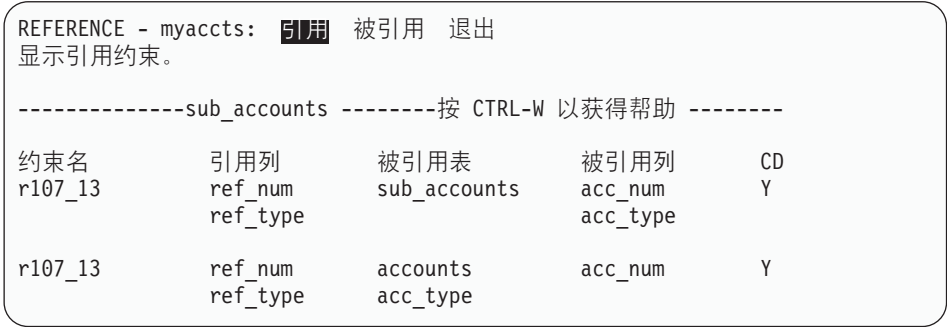 REFERENCE - myaccts: 引用 被引用 退出
显示引用约束。
--------------sub_accounts --------按 CTRL-W 以获得帮助 --------
约束名 引用列 被引用表 被引用列 CD
r107_13 ref_num sub_accounts acc_num Y
ref_type acc_type
r107_13 ref_num accounts acc_num Y
ref_type acc_type